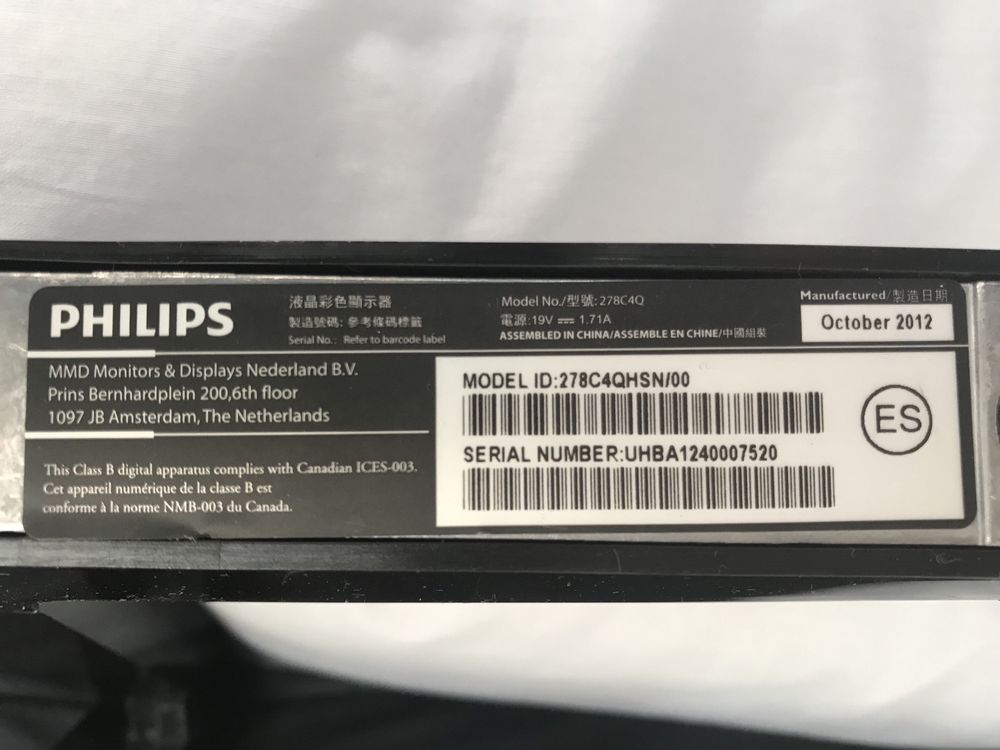 PHILIPS
液晶彩色顯示器
製造號碼: 參考條碼標籤
Serial No.: Refer to barcode label
Model No./型號: 278C4Q
電源: 19V ⎓ 1.71A
ASSEMBLED IN CHINA/ASSEMBLE EN CHINE/中國組裝
Manufactured/製造日期
October 2012
MMD Monitors & Displays Nederland B.V.
Prins Bernhardplein 200,6th floor
1097 JB Amsterdam, The Netherlands
This Class B digital apparatus complies with Canadian ICES-003.
Cet appareil numérique de la classe B est
conforme à la norme NMB-003 du Canada.
MODEL ID:278C4QHSN/00
SERIAL NUMBER:UHBA1240007520
ES